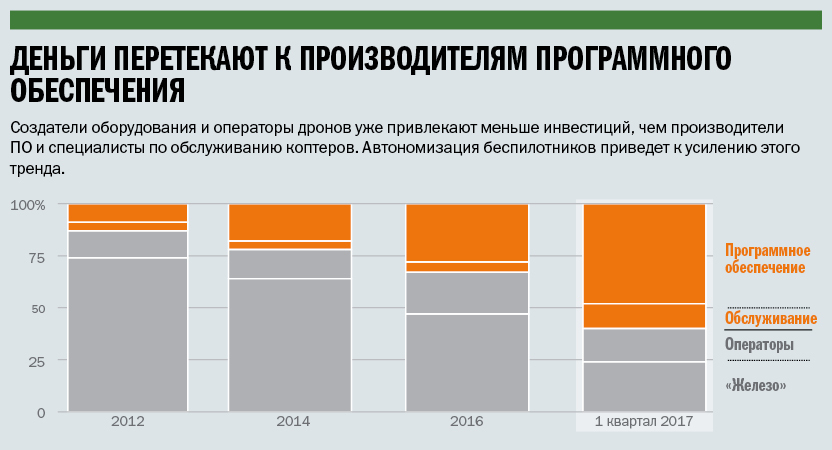 ДЕНЬГИ ПЕРЕТЕКАЮТ К ПРОИЗВОДИТЕЛЯМ ПРОГРАММНОГО
ОБЕСПЕЧЕНИЯ
Создатели оборудования и операторы дронов уже привлекают меньше инвестиций, чем производители
ПО и специалисты по обслуживанию коптеров. Автономизация беспилотников приведет к усилению этого
тренда.
100%
75
50
25
0
2012
2014
2016
1 квартал 2017
Программное
обеспечение
Обслуживание
Операторы
«Железо»